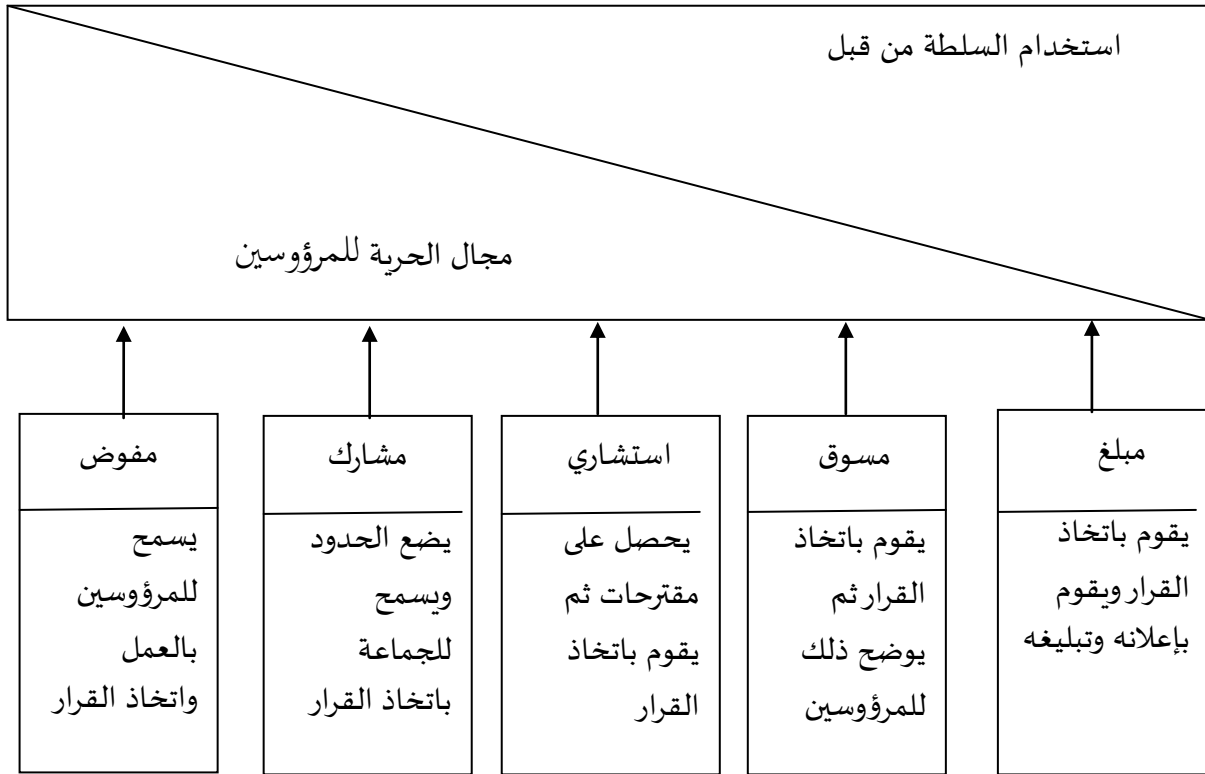 استخدام السلطة من قبل
مجال الحرية للمرؤوسين
مبلغ
يقوم باتخاذ
القرار ويقوم
بإعلانه وتبليغه
مسوق
يقوم باتخاذ
القرار ثم
يوضح ذلك
للمرؤوسين
استشاري
يحصل على
مقترحات ثم
يقوم باتخاذ
القرار
مشارك
يضع الحدود
ويسمح
للجماعة
باتخاذ القرار
مفوض
يسمح
للمرؤوسين
بالعمل
واتخاذ القرار